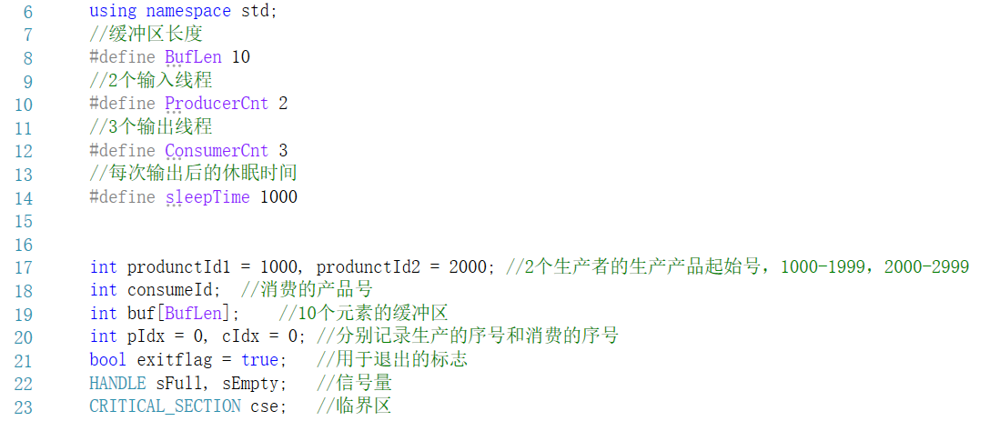 6 using namespace std;
7 //缓冲区长度
8 #define BufLen 10
9 //2个输入线程
10 #define ProducerCnt 2
11 //3个输出线程
12 #define ConsumerCnt 3
13 //每次输出后的休眠时间
14 #define sleepTime 1000
15
16
17 int produnctId1 = 1000, produnctId2 = 2000; //2个生产者的生产产品起始号，1000-1999，2000-2999
18 int consumeId; //消费的产品号
19 int buf[BufLen]; //10个元素的缓冲区
20 int pIdx = 0, cIdx = 0; //分别记录生产的序号和消费的序号
21 bool exitflag = true; //用于退出的标志
22 HANDLE sFull, sEmpty; //信号量
23 CRITICAL_SECTION cse; //临界区